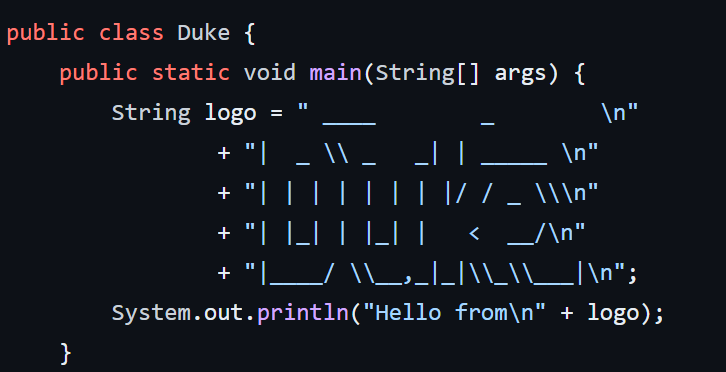 public class Duke {
    public static void main(String[] args) {
        String logo = " ____        _        \n"
                + "|  _ \\ _   _| | _____ \n"
                + "| | | | | | | |/ / _ \\\n"
                + "| |_| | |_| |   <  __/\n"
                + "|____/ \\__,_|_|\\_\\___|\n";
        System.out.println("Hello from\n" + logo);
    }